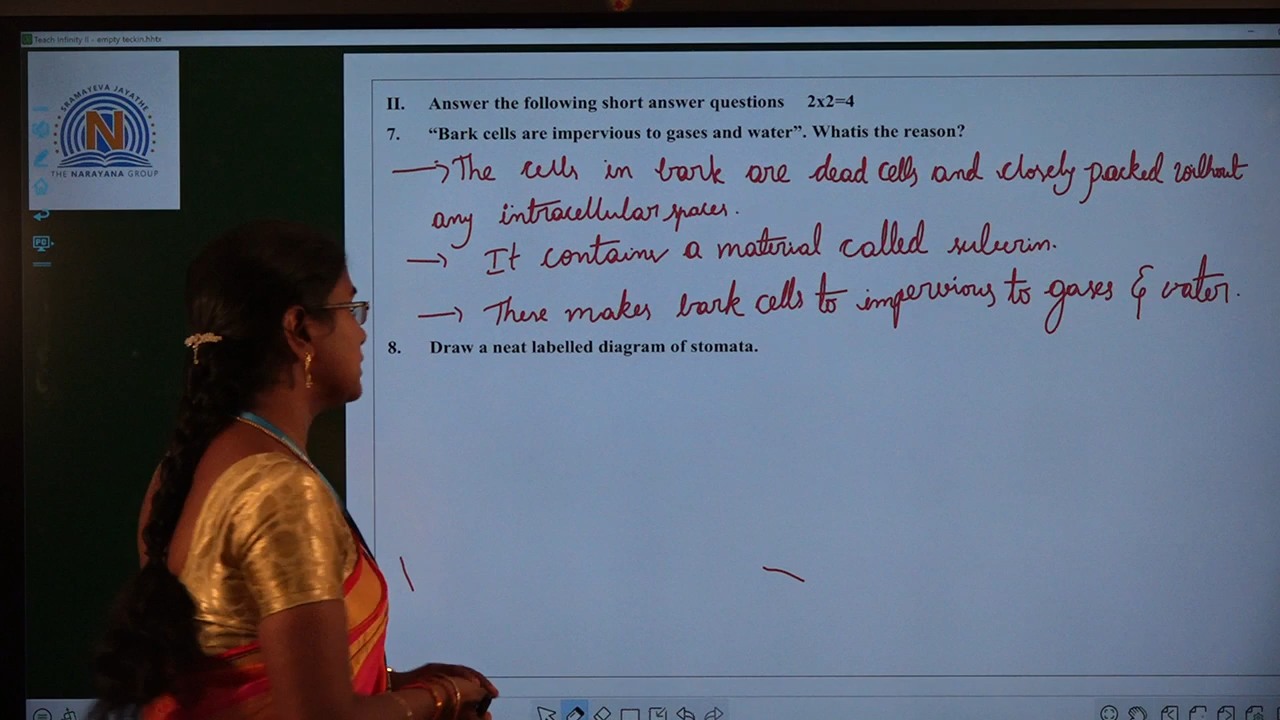 Teach Infinity II - empty teckin.hhtx
SRAMAYEVA JAYATHE
N
THE NARAYANA GROUP
II. Answer the following short answer questions 2x2=4
7. “Bark cells are impervious to gases and water”. Whatis the reason?
→ The cells in bark are dead cells and closely packed without
any intracellular spaces.
→ It contains a material called suberin.
→ These makes bark cells to impervious to gases & water.
8. Draw a neat labelled diagram of stomata.